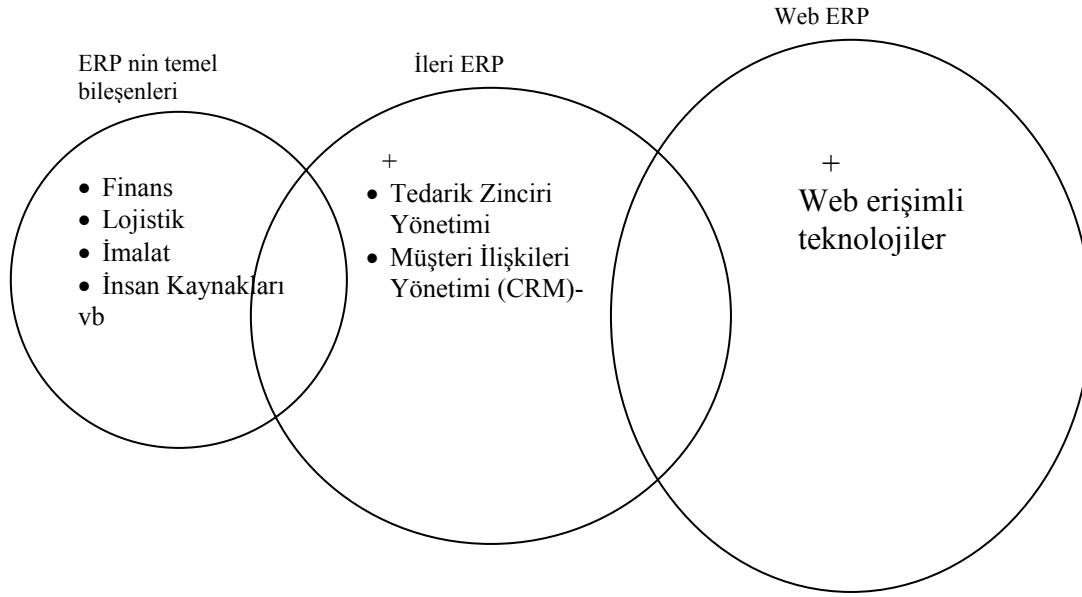 ERP nin temel
bileşenleri
• Finans
• Lojistik
• İmalat
• İnsan Kaynakları
vb
İleri ERP
+
• Tedarik Zinciri
Yönetimi
• Müşteri İlişkileri
Yönetimi (CRM)-
Web ERP
+
Web erişimli
teknolojiler